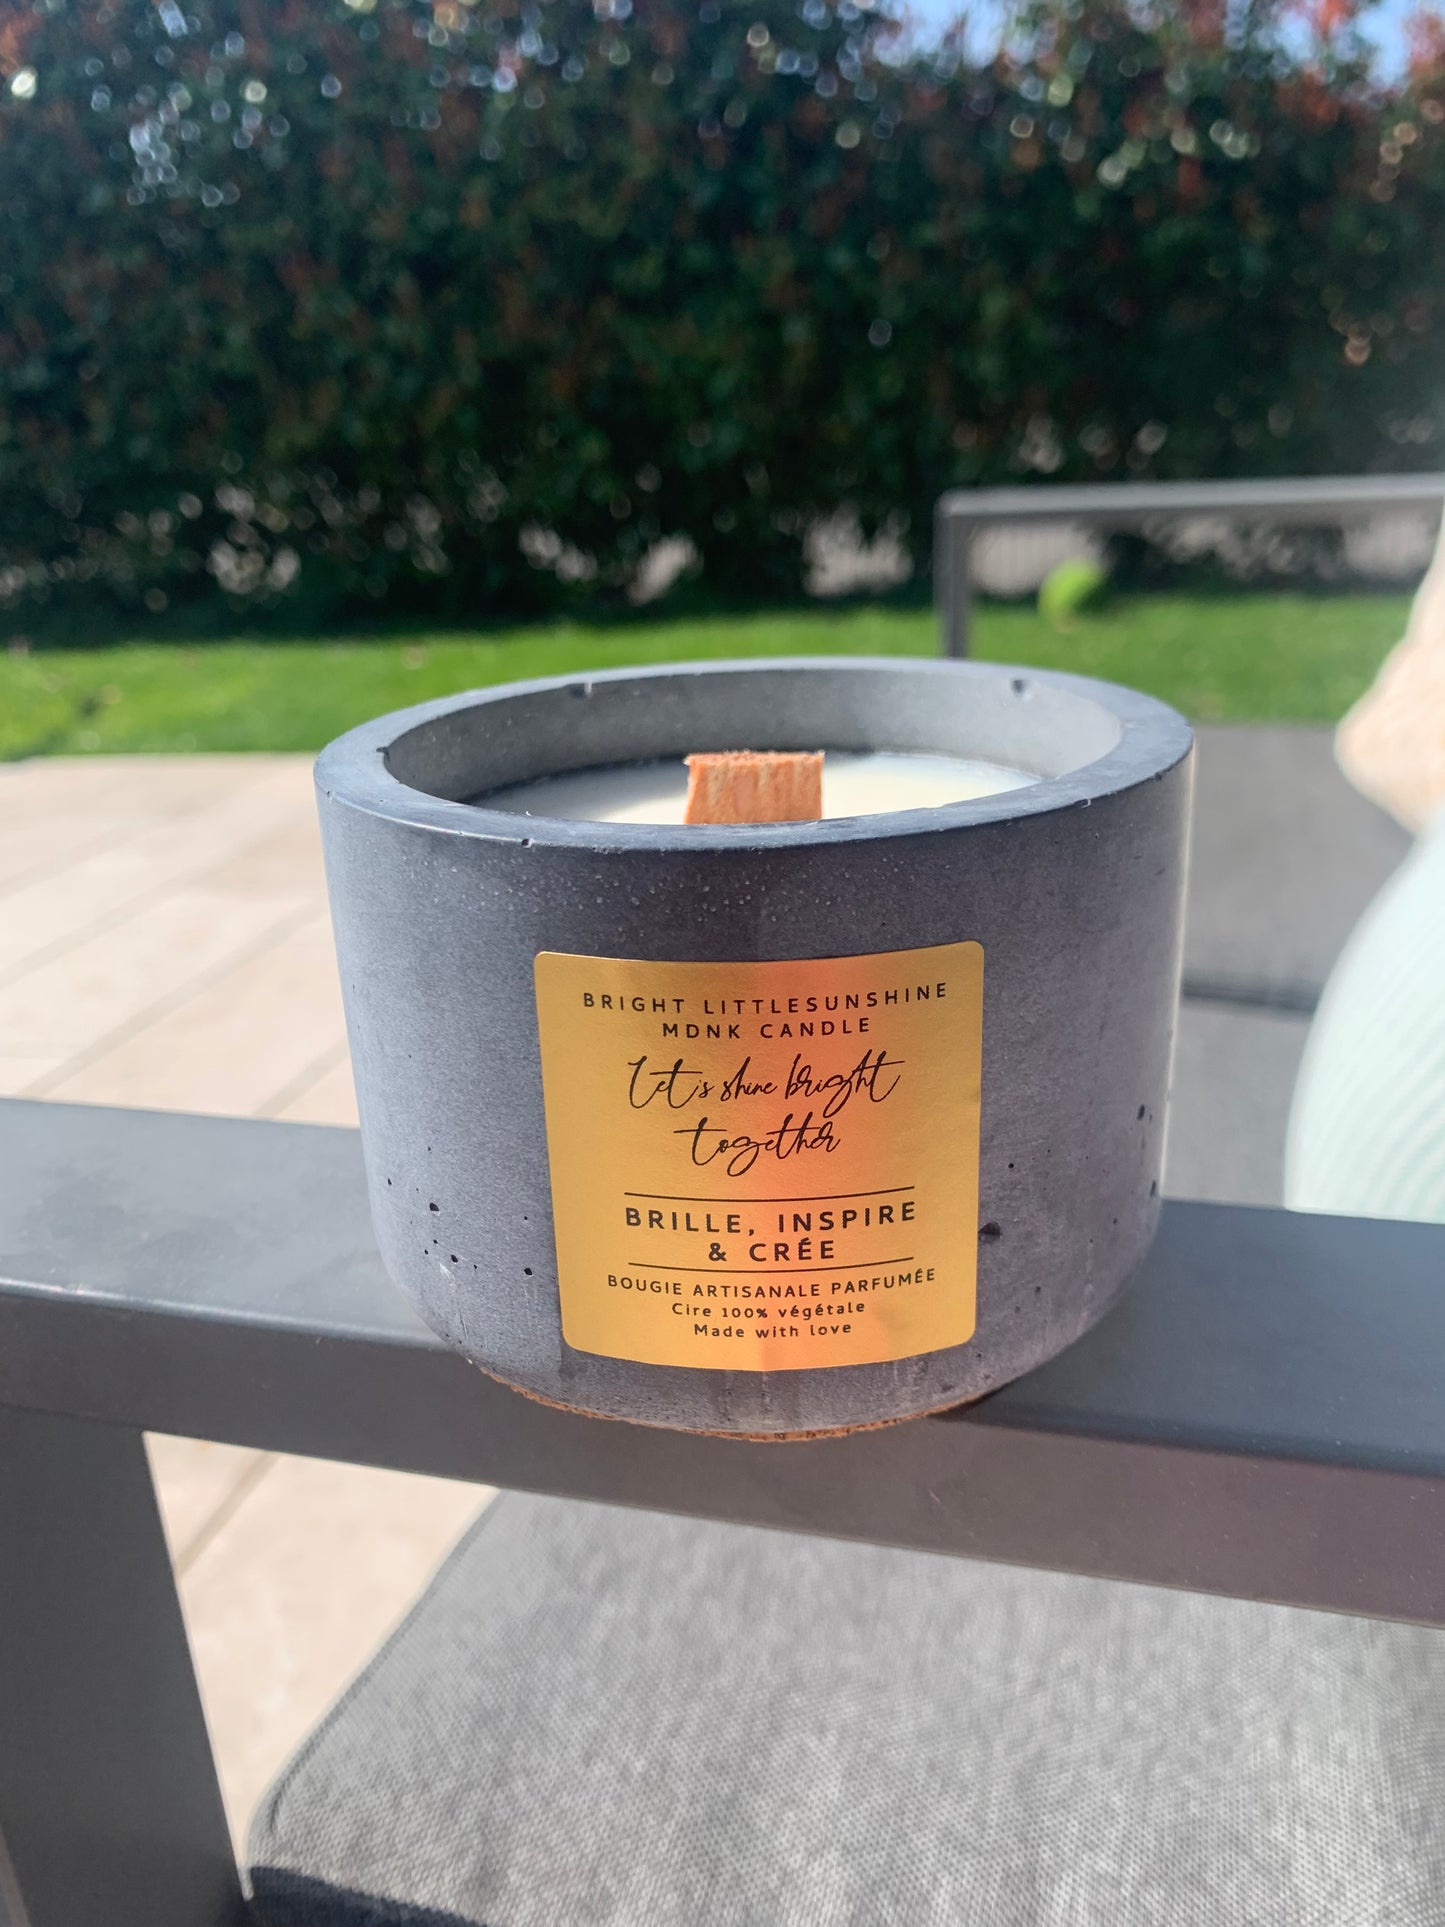 BRIGHT LITTLESUNSHINE
MDNK CANDLE
Let's shine bright
together
BRILLE, INSPIRE
& CRÉE
BOUGIE ARTISANALE PARFUMÉE
Cire 100% végétale
Made with love